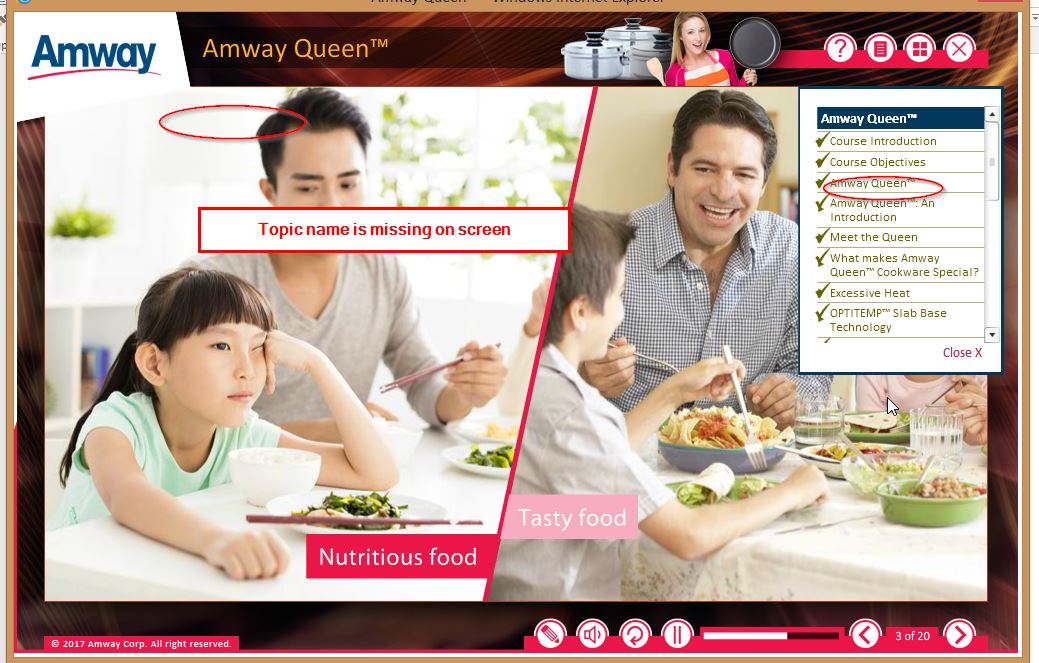 Amway Queen - Windows Internet Explorer
Amway
Amway Queen™
?
Amway Queen™
Course Introduction
Course Objectives
Amway Queen™
Amway Queen™: An
Introduction
Meet the Queen
What makes Amway
Queen™ Cookware Special?
Excessive Heat
OPTITEMP™ Slab Base
Technology
Close X
Topic name is missing on screen
Tasty food
Nutritious food
© 2017 Amway Corp. All right reserved.
3 of 20